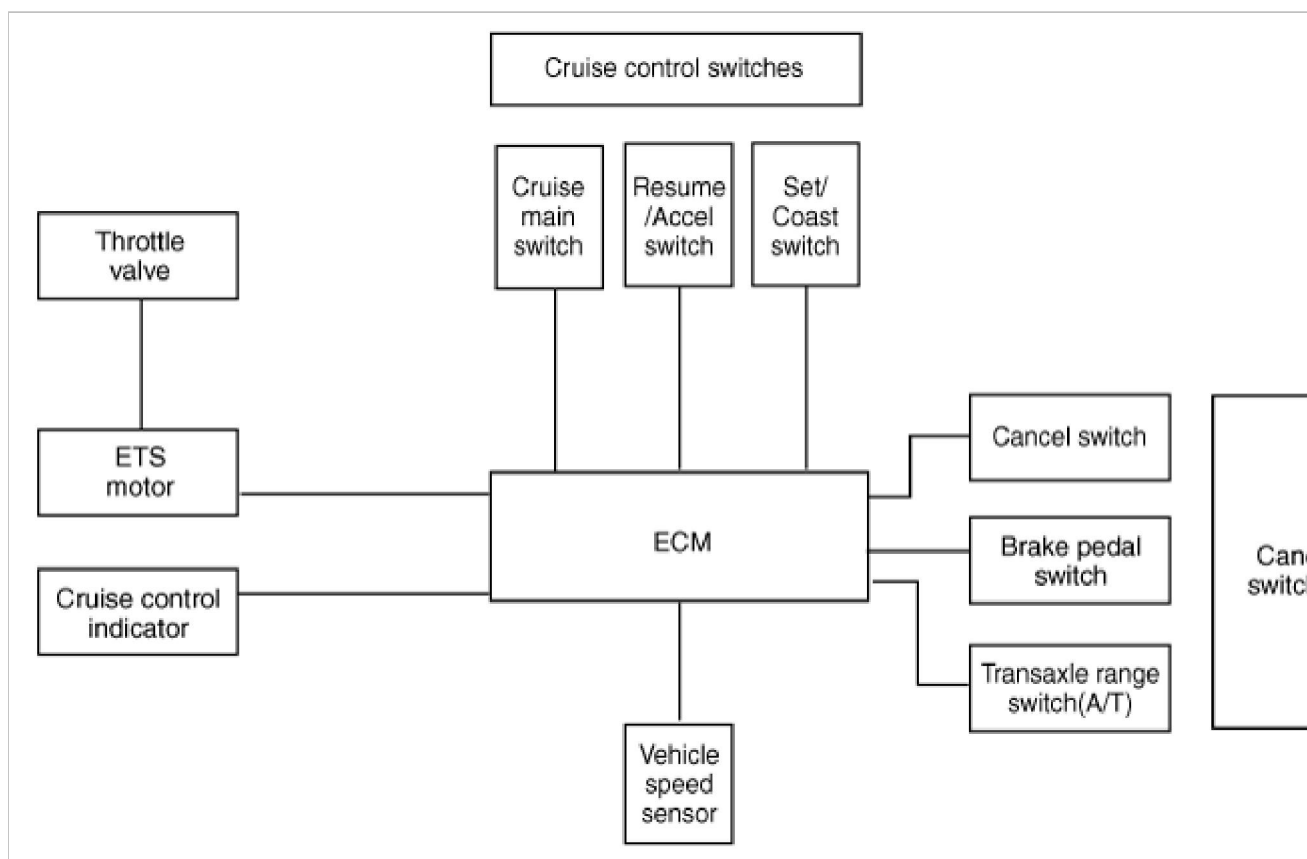 Cruise control switches
Cruise
main
switch
Resume
/Accel
switch
Set/
Coast
switch
Throttle
valve
ETS
motor
Cruise control
indicator
ECM
Cancel switch
Brake pedal
switch
Transaxle range
switch(A/T)
Vehicle
speed
sensor